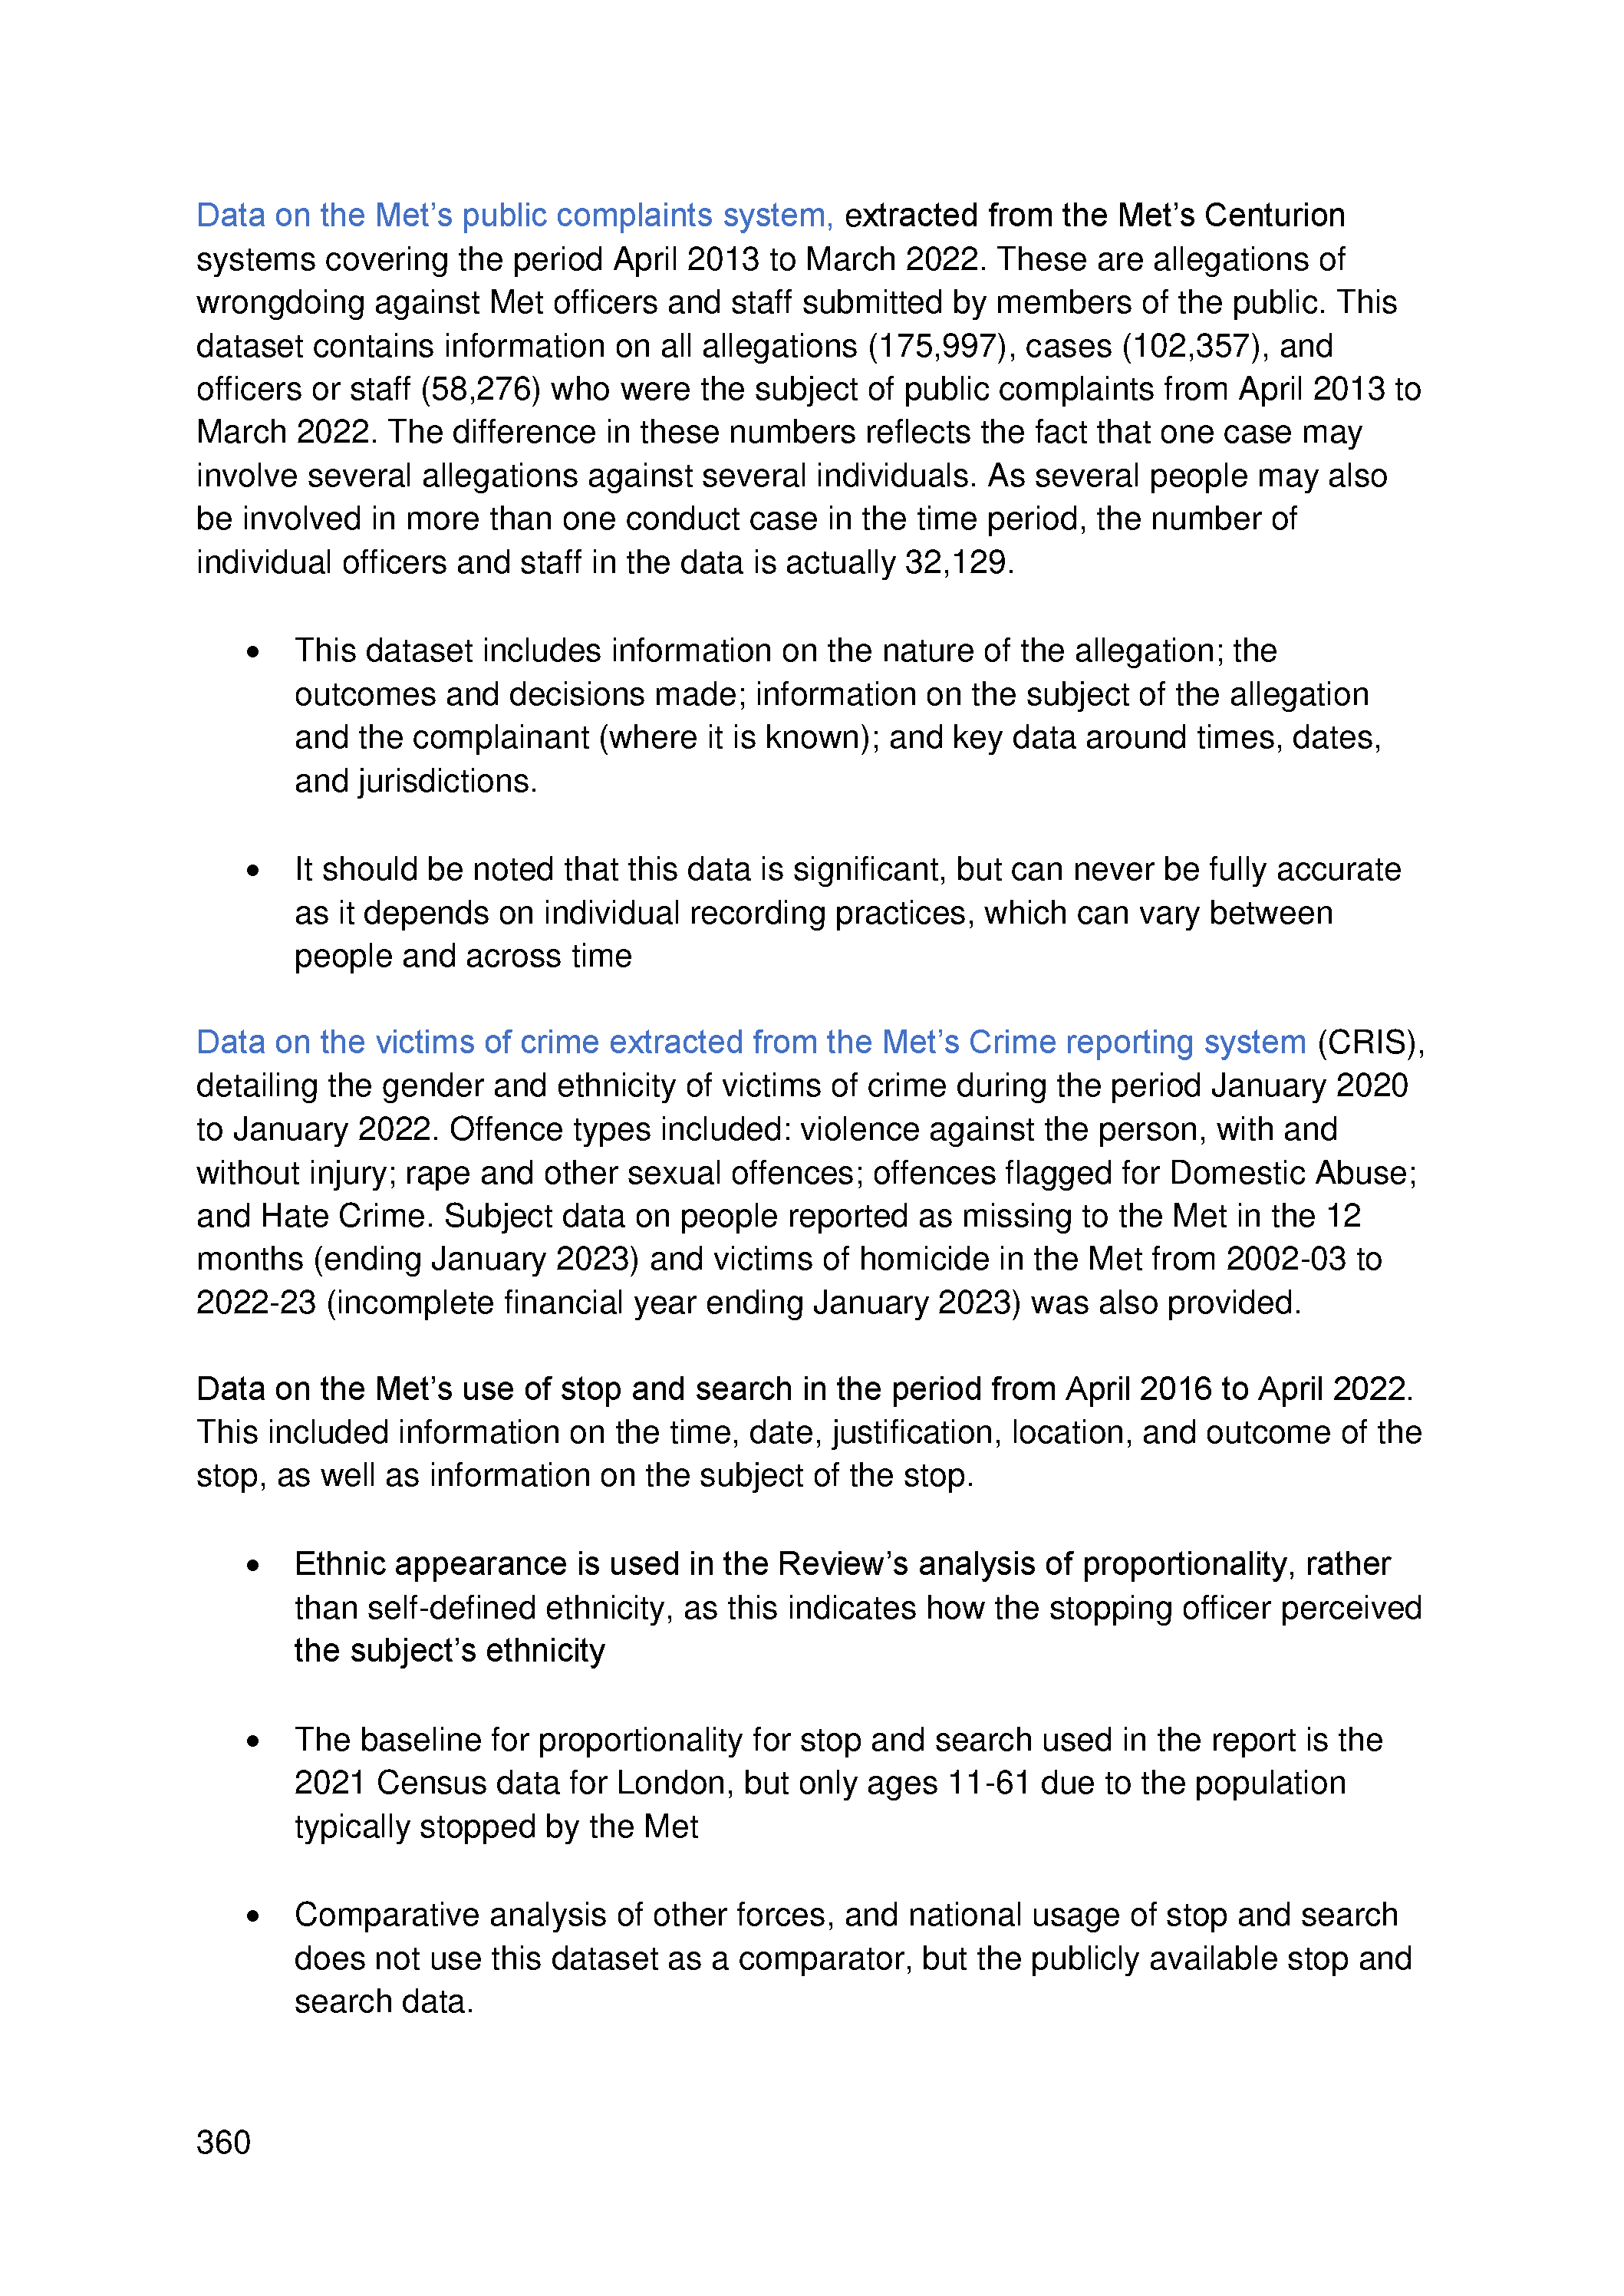 Data on the Met’s public complaints system, extracted from the Met’s Centurion
systems covering the period April 2013 to March 2022. These are allegations of
wrongdoing against Met officers and staff submitted by members of the public. This
dataset contains information on all allegations (175,997), cases (102,357), and
officers or staff (58,276) who were the subject of public complaints from April 2013 to
March 2022. The difference in these numbers reflects the fact that one case may
involve several allegations against several individuals. As several people may also
be involved in more than one conduct case in the time period, the number of
individual officers and staff in the data is actually 32,129.
• This dataset includes information on the nature of the allegation; the
outcomes and decisions made; information on the subject of the allegation
and the complainant (where it is known); and key data around times, dates,
and jurisdictions.
• It should be noted that this data is significant, but can never be fully accurate
as it depends on individual recording practices, which can vary between
people and across time
Data on the victims of crime extracted from the Met’s Crime reporting system (CRIS),
detailing the gender and ethnicity of victims of crime during the period January 2020
to January 2022. Offence types included: violence against the person, with and
without injury; rape and other sexual offences; offences flagged for Domestic Abuse;
and Hate Crime. Subject data on people reported as missing to the Met in the 12
months (ending January 2023) and victims of homicide in the Met from 2002-03 to
2022-23 (incomplete financial year ending January 2023) was also provided.
Data on the Met’s use of stop and search in the period from April 2016 to April 2022.
This included information on the time, date, justification, location, and outcome of the
stop, as well as information on the subject of the stop.
• Ethnic appearance is used in the Review’s analysis of proportionality, rather
than self-defined ethnicity, as this indicates how the stopping officer perceived
the subject’s ethnicity
• The baseline for proportionality for stop and search used in the report is the
2021 Census data for London, but only ages 11-61 due to the population
typically stopped by the Met
• Comparative analysis of other forces, and national usage of stop and search
does not use this dataset as a comparator, but the publicly available stop and
search data.
360